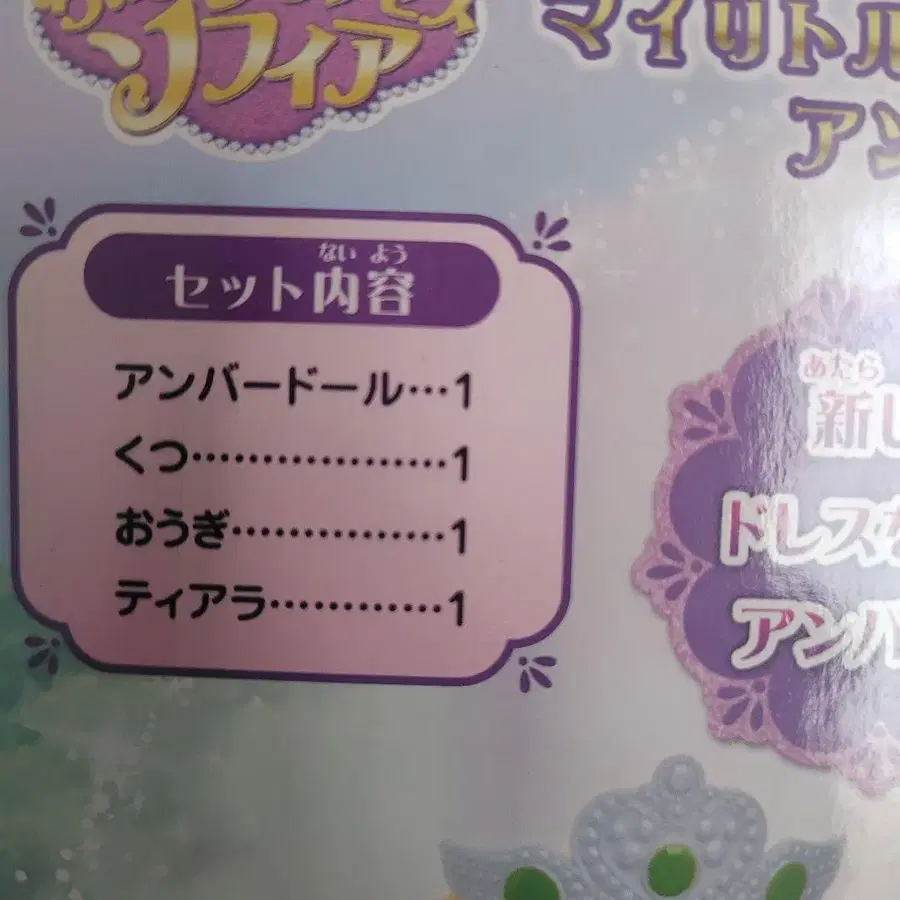 ソフィア
マイリトル
アン
ない よう
セット内容
アンバードール…1
くつ………………1
おうぎ……………1
ティアラ…………1
あたら
新し
ドレスな
アンバ